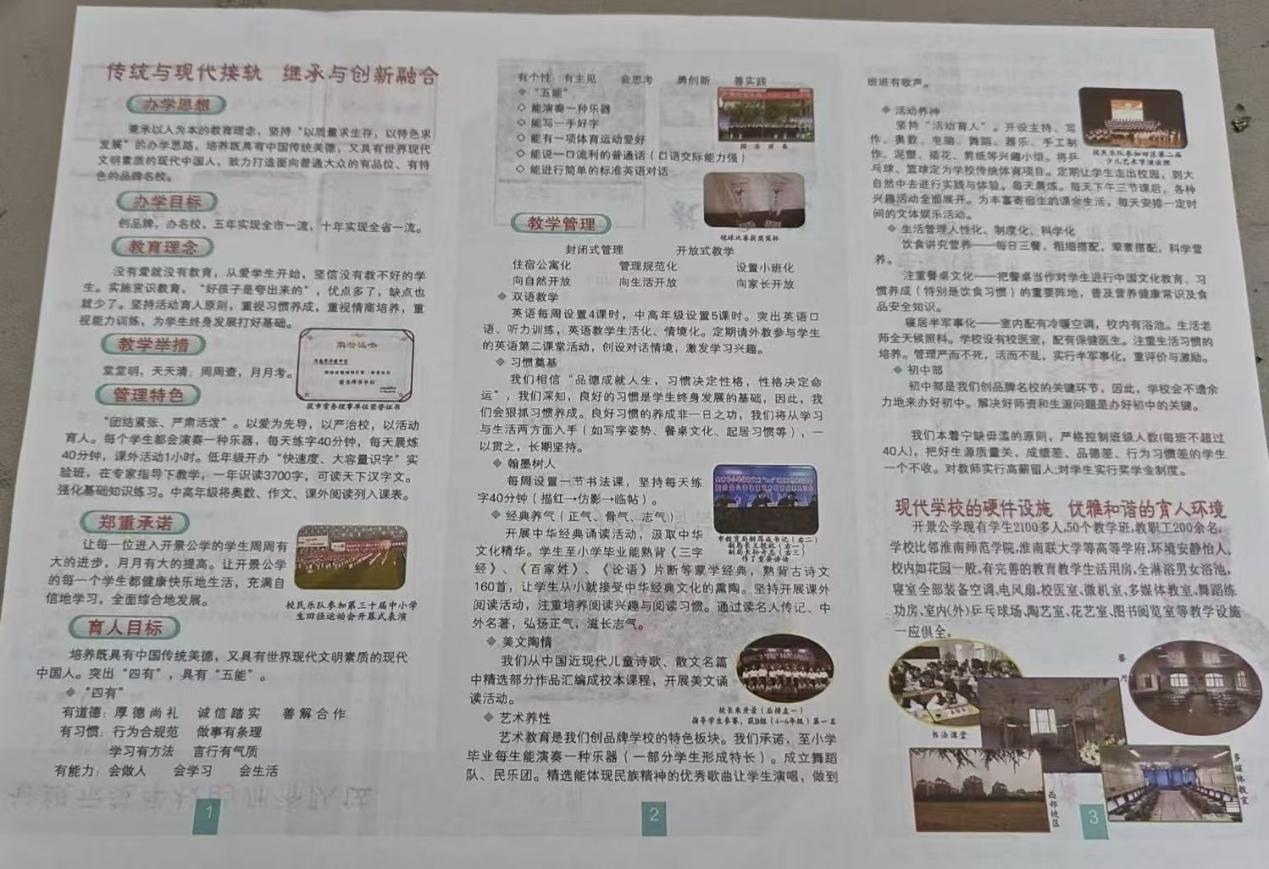 传统与现代接轨 继承与创新融合
办学思想
秉承以人为本的教育理念，坚持“以质量求生存，以特色求
发展”的办学思路，培养既具有中国传统美德，又具有世界现代
文明素质的现代中国人，致力打造面向普通大众的有品位、有特
色的品牌名校。
办学目标
创品牌，办名校，五年实现全市一流，十年实现全省一流。
教育理念
没有爱就没有教育，从爱学生开始，坚信没有教不好的学
生。实施赏识教育，“好孩子是夸出来的”，优点多了，缺点也
就少了。坚持活动育人原则，重视习惯养成，重视情商培养，重
视能力训练，为学生终身发展打好基础。
教学举措
堂堂明，天天清；周周查，月月考。
获市常务理事单位荣誉证书
管理特色
“团结紧张、严肃活泼”。以爱为先导，以严治校，以活动
育人。每个学生都会演奏一种乐器，每天练字40分钟，每天晨炼
40分钟，课外活动1小时。低年级开办“快速度、大容量识字”实
验班，在专家指导下教学，一年识读3700字，可读天下汉字文。
强化基础知识练习。中高年级将奥数、作文、课外阅读列入课表。
郑重承诺
让每一位进入开景公学的学生周周有
大的进步，月月有大的提高。让开景公学
的每一个学生都健康快乐地生活，充满自
信地学习，全面综合地发展。
校民乐队参加第三十届中小学
生田径运动会开幕式表演
育人目标
培养既具有中国传统美德，又具有世界现代文明素质的现代
中国人。突出“四有”，具有“五能”。
◈“四有”
有道德：厚德尚礼 诚信踏实 善解合作
有习惯：行为合规范 做事有条理
学习有方法 言行有气质
有能力：会做人 会学习 会生活
1
有个性：有主见 会思考 勇创新 善实践
◈“五能”
◇ 能演奏一种乐器
◇ 能写一手好字
◇ 能有一项体育运动爱好
◇ 能说一口流利的普通话（口语交际能力强）
◇ 能进行简单的标准英语对话
教学管理
封闭式管理 开放式教学
住宿公寓化 管理规范化 设置小班化
向自然开放 向生活开放 向家长开放
◈ 双语教学
英语每周设置4课时，中高年级设置5课时。突出英语口
语、听力训练，英语教学生活化、情境化。定期请外教参与学生
的英语第二课堂活动，创设对话情境，激发学习兴趣。
◈ 习惯奠基
我们相信“品德成就人生，习惯决定性格，性格决定命
运”，我们深知，良好的习惯是学生终身发展的基础，因此，我
们会狠抓习惯养成。良好习惯的养成非一日之功，我们将从学习
与生活两方面入手（如写字姿势、餐桌文化、起居习惯等），一
以贯之，长期坚持。
◈ 翰墨树人
每周设置一节书法课，坚持每天练
字40分钟（描红→仿影→临帖）。
◈ 经典养气（正气、骨气、志气）
开展中华经典诵读活动，汲取中华
文化精华。学生至小学毕业能熟背《三字
经》、《百家姓》、《论语》片断等蒙学经典，熟背古诗文
160首，让学生从小就接受中华经典文化的熏陶。坚持开展课外
阅读活动，注重培养阅读兴趣与阅读习惯。通过读名人传记、中
外名著，弘扬正气，滋长志气。
◈ 美文陶情
我们从中国近现代儿童诗歌、散文名篇
中精选部分作品汇编成校本课程，开展美文诵
读活动。
指导学生参赛，获B组（4-6年级）第一名
◈ 艺术养性
艺术教育是我们创品牌学校的特色板块。我们承诺，至小学
毕业每生能演奏一种乐器（一部分学生形成特长）。成立舞蹈
队、民乐团。精选能体现民族精神的优秀歌曲让学生演唱，做到
2
班班有歌声。
◈ 活动养神
坚持“活动育人”。开设主持、写
作、奥数、电脑、舞蹈、器乐、手工制
作、泥塑、插花、剪纸等兴趣小组。将乒
乓球、篮球定为学校传统体育项目。定期让学生走出校园，到大
自然中去进行实践与体验。每天晨炼。每天下午三节课后，各种
兴趣活动全面展开。为丰富寄宿生的课余生活，每天安排一定时
间的文体娱乐活动。
◈ 生活管理人性化、制度化、科学化
饮食讲究营养——每日三餐，粗细搭配，荤素搭配，科学营
养。
注重餐桌文化——把餐桌当作对学生进行中国文化教育、习
惯养成（特别是饮食习惯）的重要阵地，普及营养健康常识及食
品安全知识。
寝居半军事化——室内配有冷暖空调，校内有浴池。生活老
师全天候照料。学校设有校医室，配有保健医生。注重生活习惯的
培养。管理严而不死，活而不乱，实行半军事化，重评价与激励。
◈ 初中部
初中部是我们创品牌名校的关键环节，因此，学校会不遗余
力地来办好初中。解决好师资和生源问题是办好初中的关键。
我们本着宁缺毋滥的原则，严格控制班级人数(每班不超过
40人)，把好生源质量关，成绩差、品德差、行为习惯差的学生
一个不收。对教师实行高薪留人;对学生实行奖学金制度。
现代学校的硬件设施 优雅和谐的育人环境
开景公学现有学生2100多人,50个教学班,教职工200余名,
学校比邻淮南师范学院,淮南联大学等高等学府,环境安静怡人,
校内如花园一般,有完善的教育教学生活用房,全淋浴男女浴池,
寝室全部装备空调,电风扇,校医室、微机室,多媒体教室,舞蹈练
功房、室内(外)乒乓球场,陶艺室,花艺室.图书阅览室等教学设施
一应俱全。
书法课堂
餐厅
西部校区
多媒体教室
3